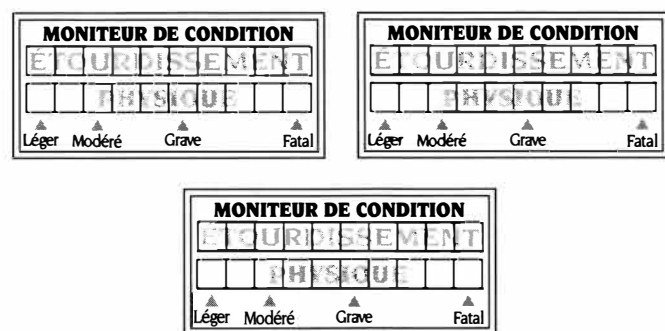 MONITEUR DE CONDITION
ÉTOURDISSEMENT
PHYSIQUE
Léger Modéré Grave Fatal
MONITEUR DE CONDITION
ÉTOURDISSEMENT
PHYSIQUE
Léger Modéré Grave Fatal
MONITEUR DE CONDITION
ÉTOURDISSEMENT
PHYSIQUE
Léger Modéré Grave Fatal